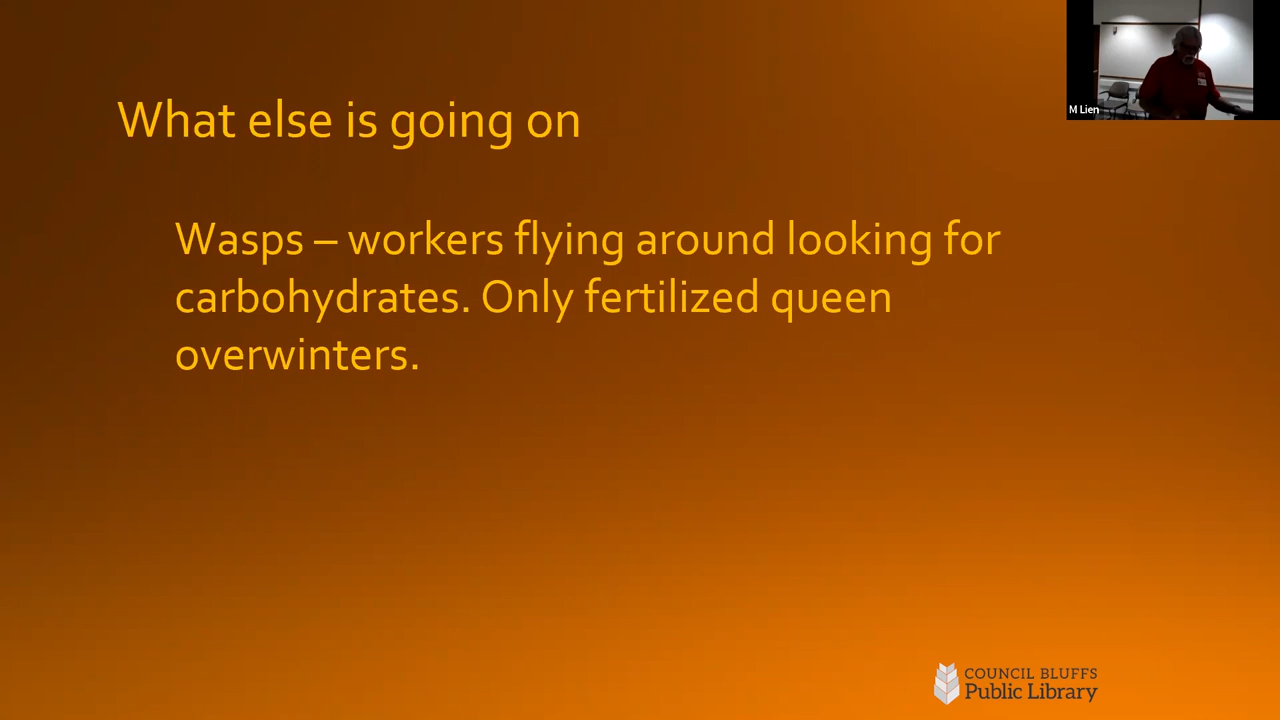 What else is going on
Wasps – workers flying around looking for
carbohydrates. Only fertilized queen
overwinters.
M Lien
COUNCIL BLUFFS
Public Library